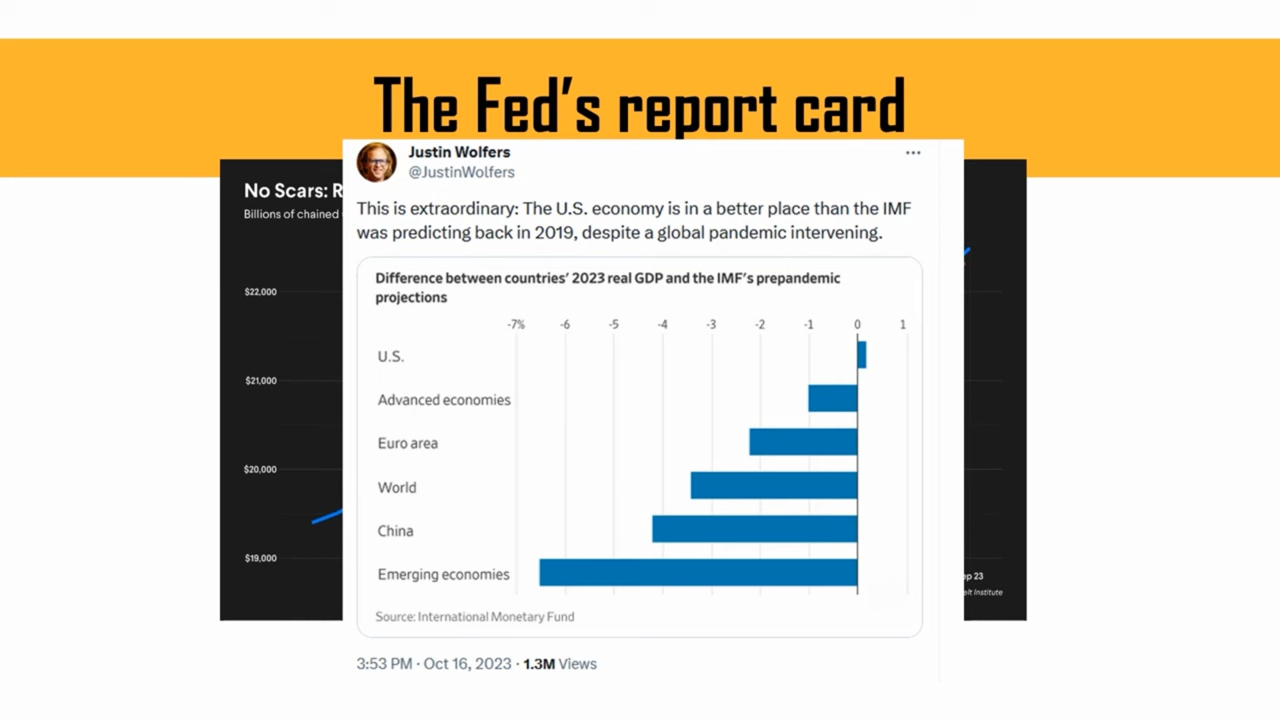 The Fed's report card
Justin Wolfers
@JustinWolfers
This is extraordinary: The U.S. economy is in a better place than the IMF
was predicting back in 2019, despite a global pandemic intervening.
Difference between countries' 2023 real GDP and the IMF's prepandemic
projections
-7% -6 -5 -4 -3 -2 -1 0 1
U.S.
Advanced economies
Euro area
World
China
Emerging economies
Source: International Monetary Fund
3:53 PM · Oct 16, 2023 · 1.3M Views
No Scars: R
Billions of chained
$22,000
$21,000
$20,000
$19,000
ep 23
elt Institute